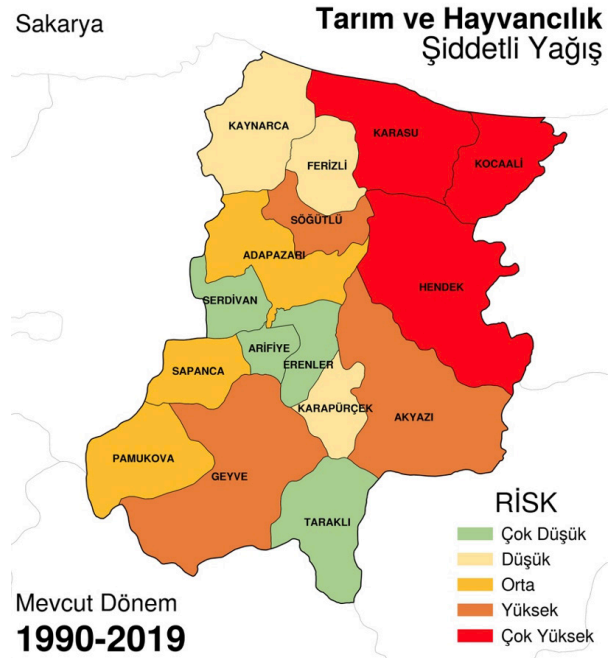 Sakarya
Tarım ve Hayvancılık
Şiddetli Yağış
KAYNARCA
KARASU
FERİZLİ
KOCAALİ
SÖĞÜTLÜ
ADAPAZARI
HENDEK
SERDİVAN
ARİFİYE
ERENLER
SAPANCA
KARAPÜRÇEK
AKYAZI
PAMUKOVA
GEYVE
TARAKLI
RİSK
Çok Düşük
Düşük
Orta
Yüksek
Çok Yüksek
Mevcut Dönem
1990-2019